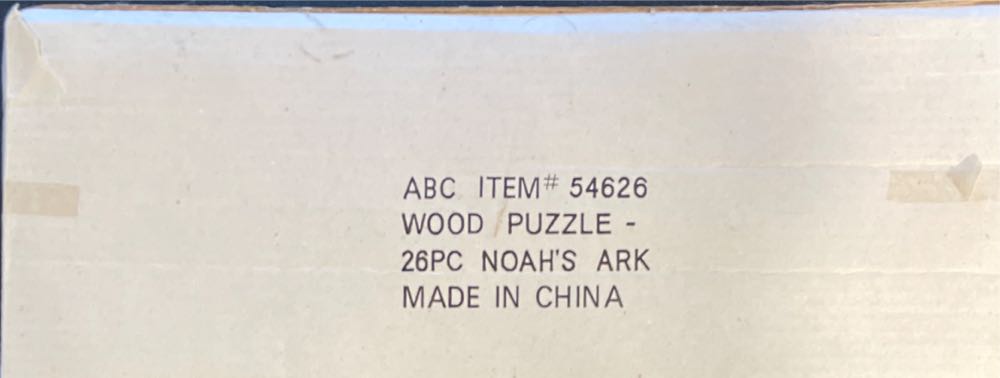 ABC ITEM# 54626
WOOD PUZZLE -
26PC NOAH'S ARK
MADE IN CHINA